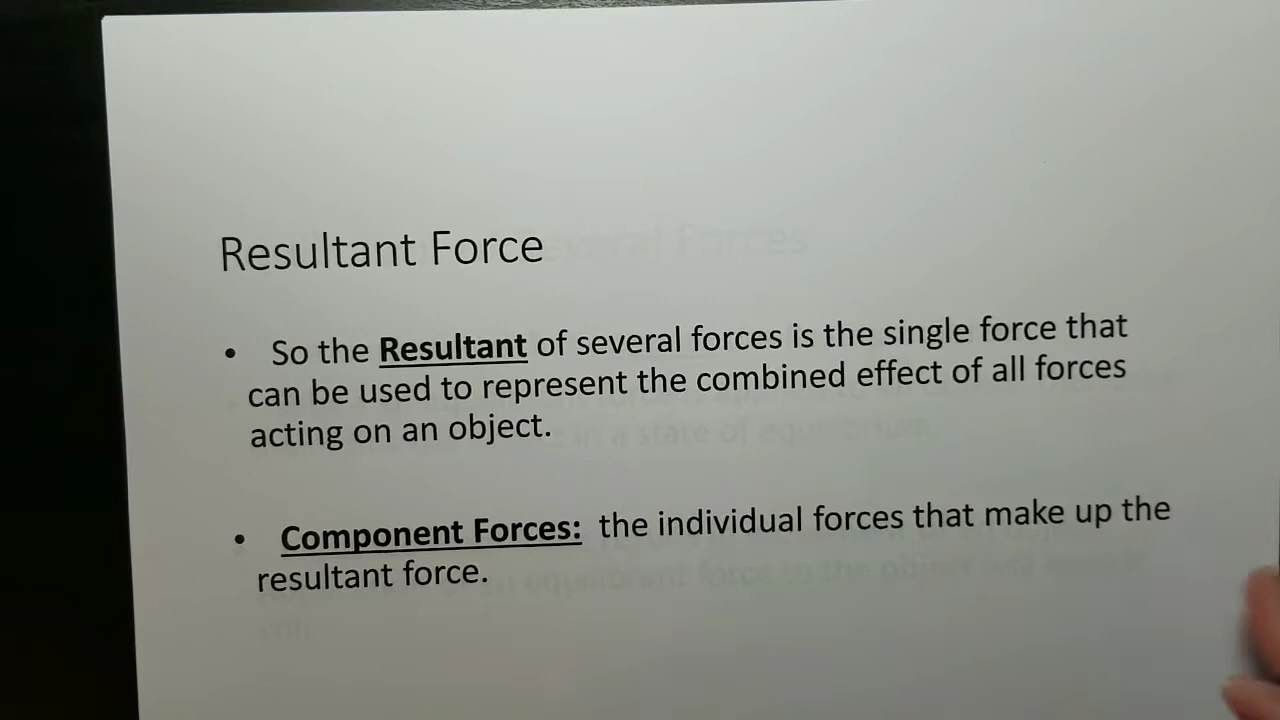 Resultant Force
• So the Resultant of several forces is the single force that
can be used to represent the combined effect of all forces
acting on an object.
• Component Forces: the individual forces that make up the
resultant force.